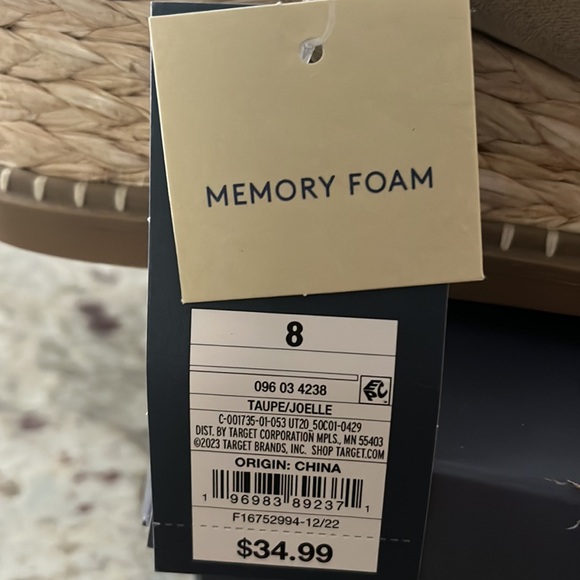 MEMORY FOAM
8
096 03 4238
TAUPE/JOELLE
C-001735-01-053 UT20_50C01-0429
DIST. BY TARGET CORPORATION MPLS., MN 55403
©2023 TARGET BRANDS, INC. SHOP TARGET.COM
ORIGIN: CHINA
1 96983 89237 1
F16752994-12/22
$34.99